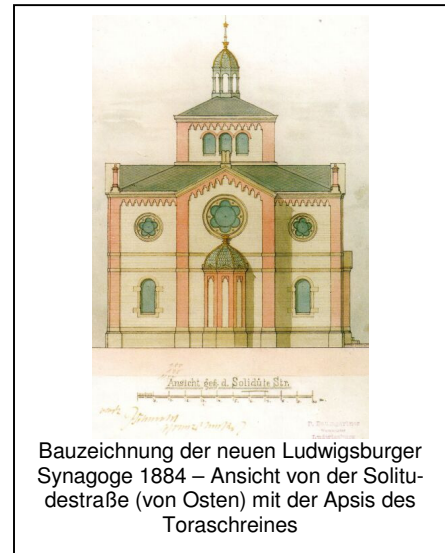 Ansicht geg. d. Solidüte Str.
Bauzeichnung der neuen Ludwigsburger
Synagoge 1884 – Ansicht von der Solitu-
destraße (von Osten) mit der Apsis des
Toraschreines